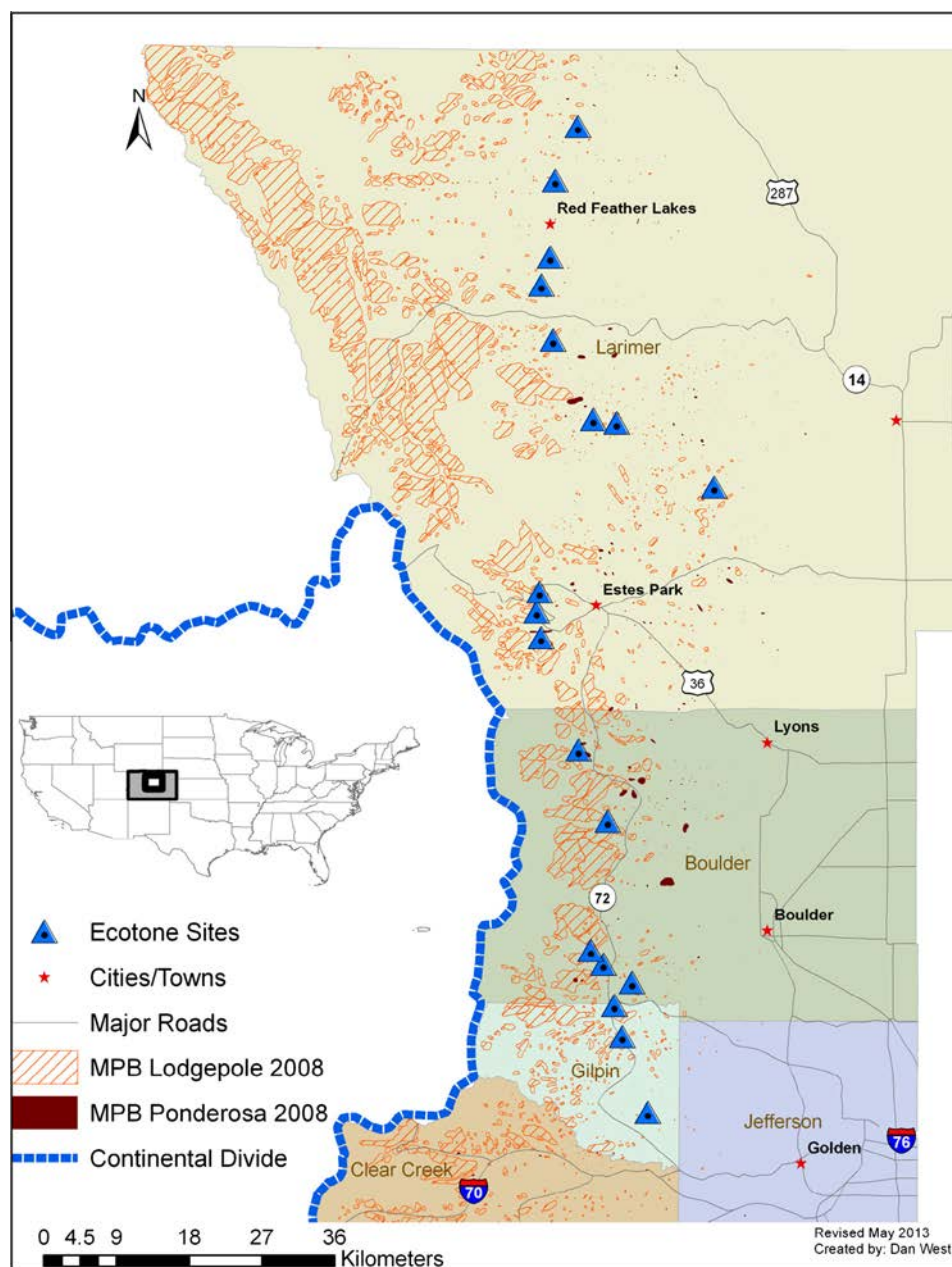 N
287
Red Feather Lakes
Larimer
14
Estes Park
36
Lyons
Boulder
72
Boulder
Ecotone Sites
Cities/Towns
Major Roads
MPB Lodgepole 2008
MPB Ponderosa 2008
Continental Divide
Gilpin
Jefferson
Golden
76
Clear Creek
70
0 4.5 9 18 27 36
Kilometers
Revised May 2013
Created by: Dan West